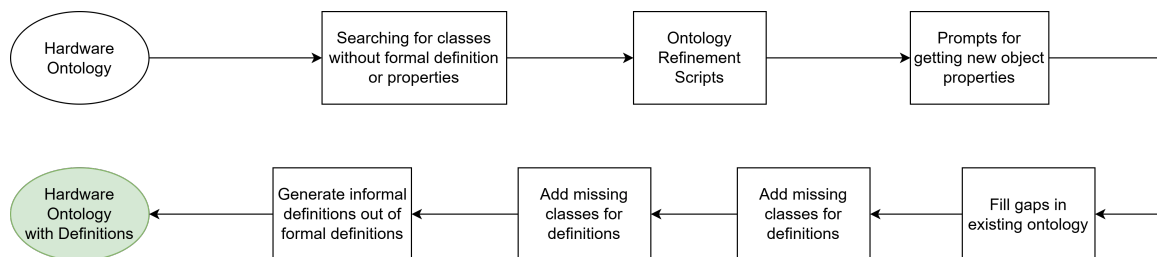 Hardware
Ontology
Searching for classes
without formal definition
or properties
Ontology
Refinement
Scripts
Prompts for
getting new object
properties
Hardware
Ontology
with Definitions
Generate informal
definitions out of
formal definitions
Add missing
classes for
definitions
Add missing
classes for
definitions
Fill gaps in
existing ontology